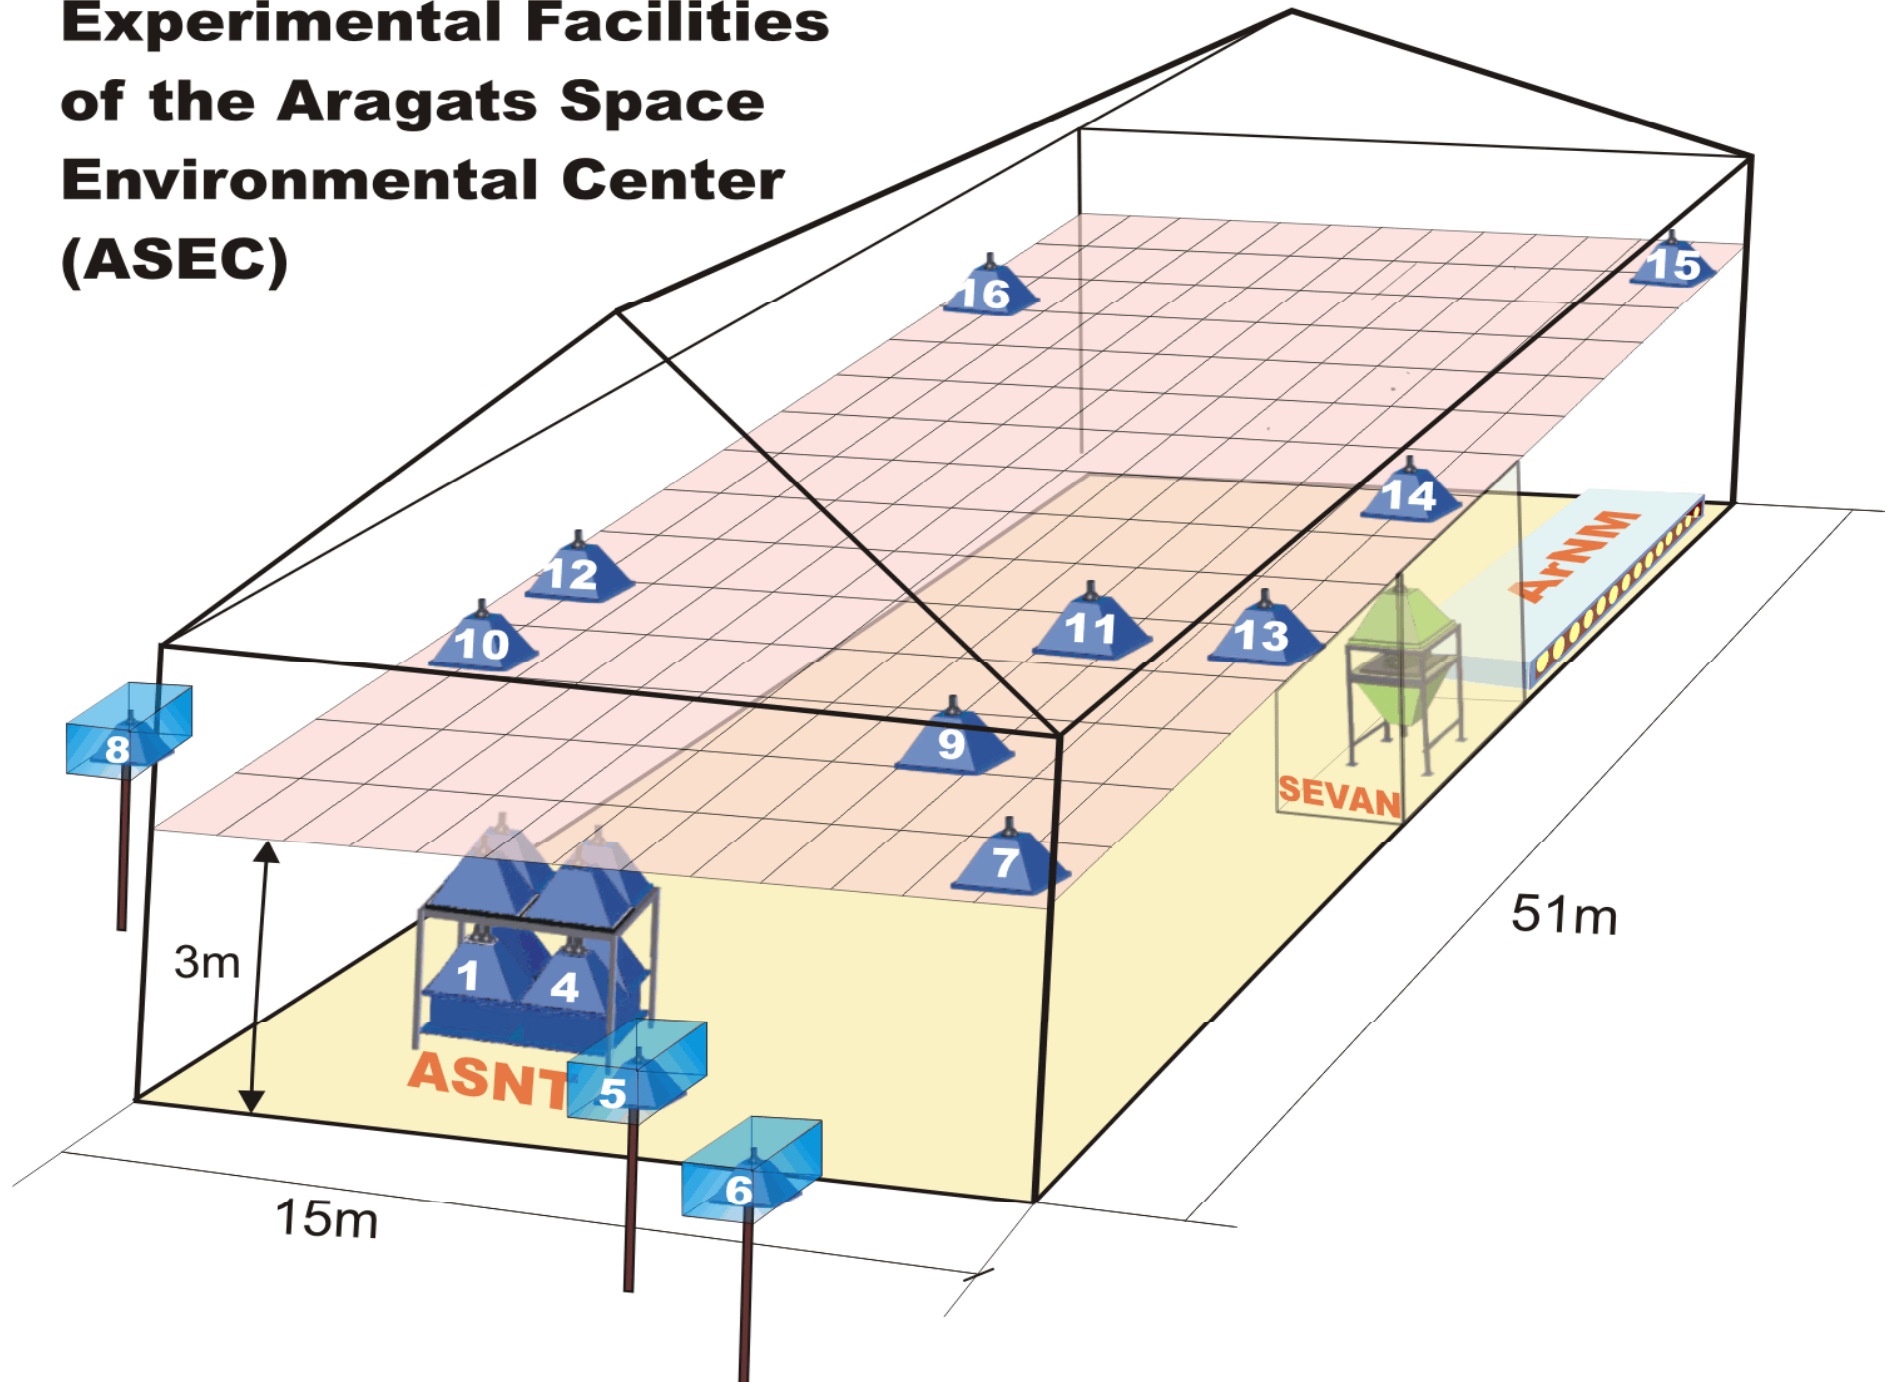 Experimental Facilities
of the Aragats Space
Environmental Center
(ASEC)
16
15
14
12
10
11
13
ArNM
8
9
SEVAN
7
3m
1
4
51m
ASNT
5
6
15m